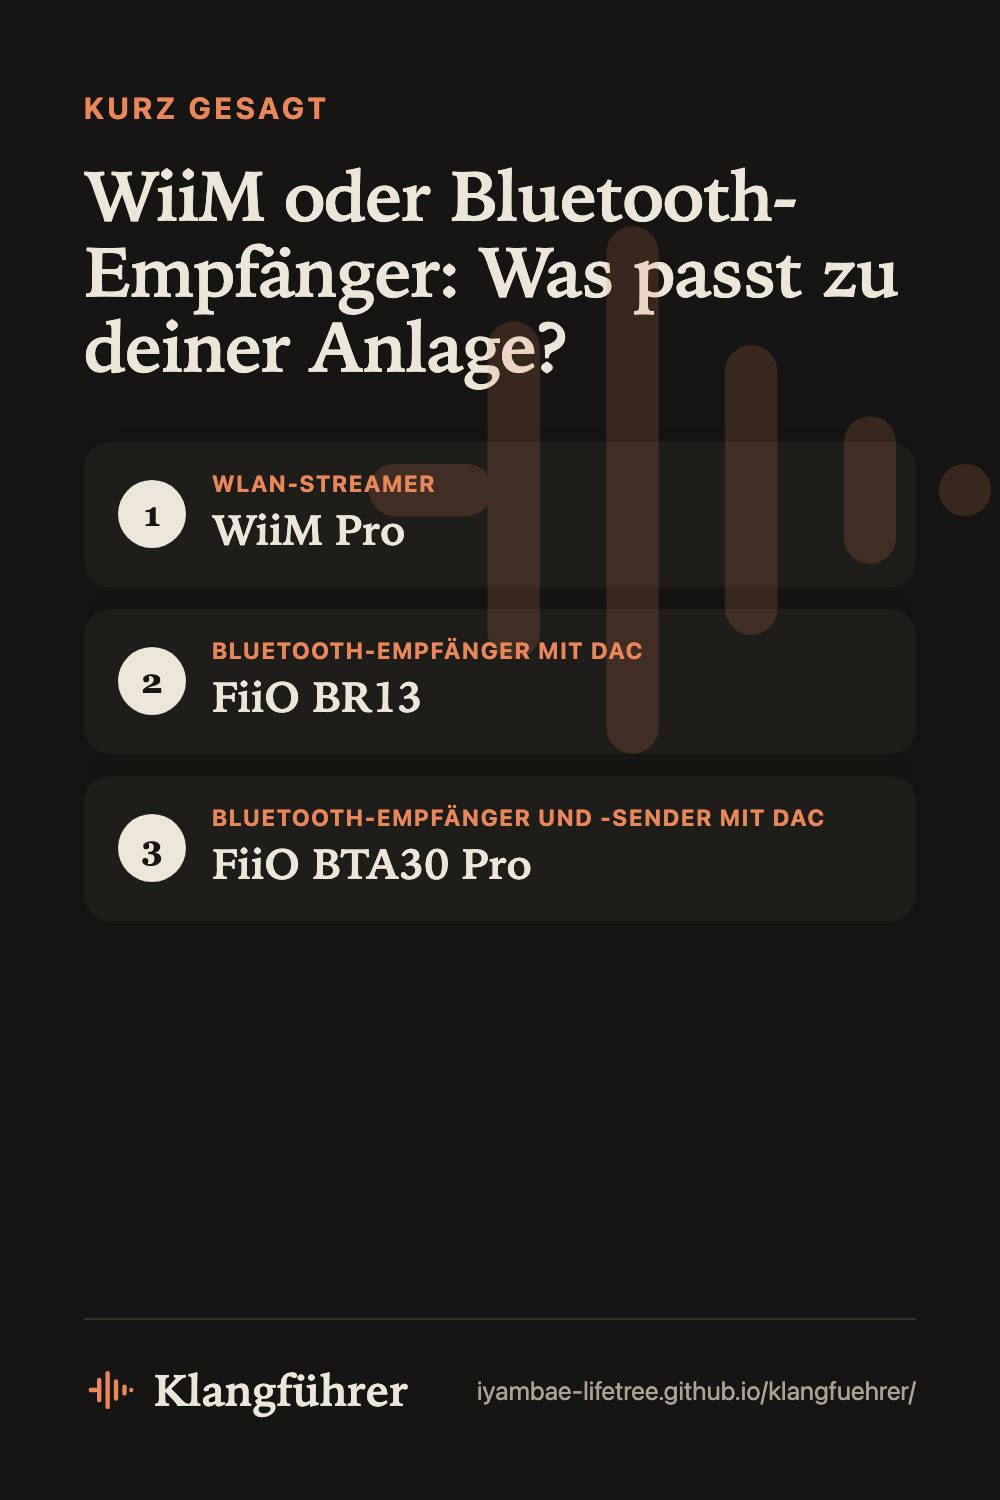 KURZ GESAGT
WiiM oder Bluetooth-
Empfänger: Was passt zu
deiner Anlage?
1
WLAN-STREAMER
WiiM Pro
2
BLUETOOTH-EMPFÄNGER MIT DAC
FiiO BR13
3
BLUETOOTH-EMPFÄNGER UND -SENDER MIT DAC
FiiO BTA30 Pro
Klangführer
iyambae-lifetree.github.io/klangfuehrer/